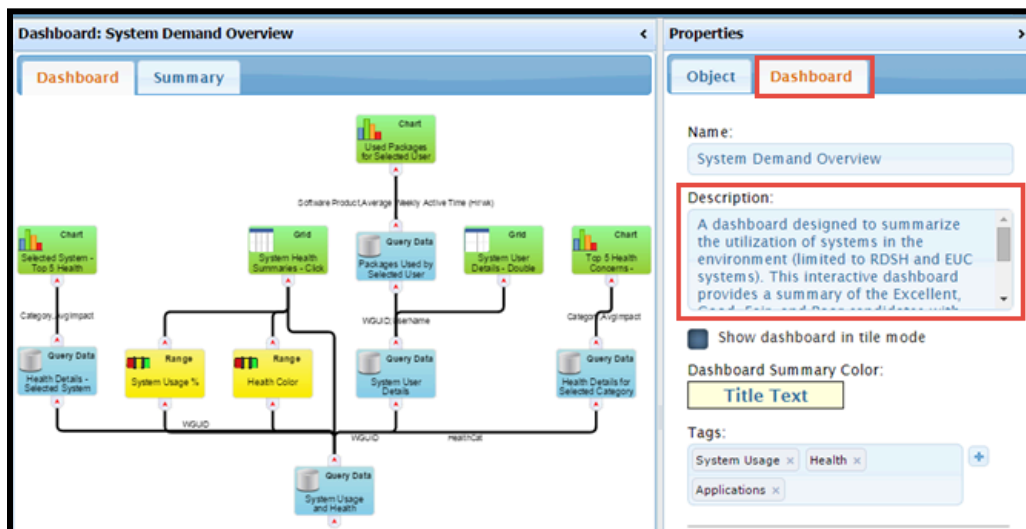 Dashboard: System Demand Overview
Dashboard
Summary
Chart
Used Packages
for Selected User
Software Product,Average Weekly Active Time (Hr/wk)
Chart
Selected System -
Top 5 Health
Grid
System Health
Summaries - Click
Query Data
Packages Used by
Selected User
Grid
System User
Details - Double
Chart
Top 5 Health
Concerns -
Category,AvgImpact
WGUID,UserName
Category,AvgImpact
Query Data
Health Details -
Selected System
Range
System Usage %
Range
Health Color
Query Data
System User
Details
Query Data
Health Details for
Selected Category
WGUID
WGUID
HealthCat
Query Data
System Usage
and Health
Properties
Object
Dashboard
Name:
System Demand Overview
Description:
A dashboard designed to summarize
the utilization of systems in the
environment (limited to RDSH and EUC
systems). This interactive dashboard
provides a summary of the Excellent,
Good, Fair, and Poor candidates with
Show dashboard in tile mode
Dashboard Summary Color:
Title Text
Tags:
System Usage ×
Health ×
Applications ×